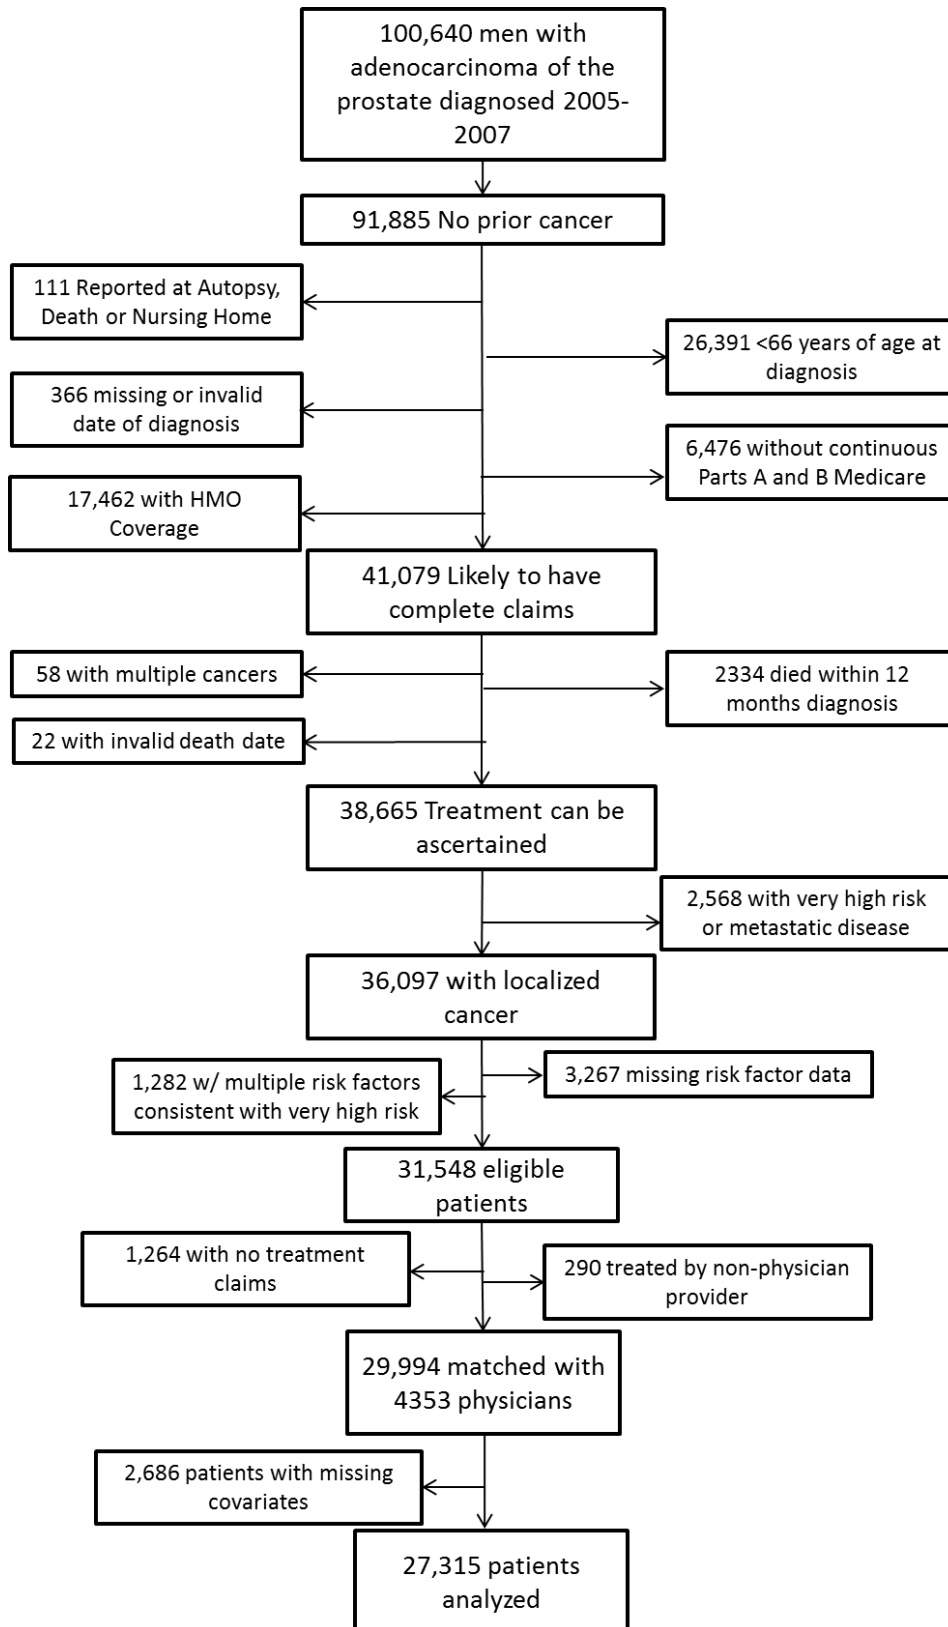 100,640 men with
adenocarcinoma of the
prostate diagnosed 2005-
2007
91,885 No prior cancer
111 Reported at Autopsy,
Death or Nursing Home
26,391 <66 years of age at
diagnosis
366 missing or invalid
date of diagnosis
6,476 without continuous
Parts A and B Medicare
17,462 with HMO
Coverage
41,079 Likely to have
complete claims
58 with multiple cancers
2334 died within 12
months diagnosis
22 with invalid death date
38,665 Treatment can be
ascertained
2,568 with very high risk
or metastatic disease
36,097 with localized
cancer
3,267 missing risk factor data
1,282 w/ multiple risk factors
consistent with very high risk
31,548 eligible
patients
1,264 with no treatment
claims
290 treated by non-physician
provider
29,994 matched with
4353 physicians
2,686 patients with missing
covariates
27,315 patients
analyzed